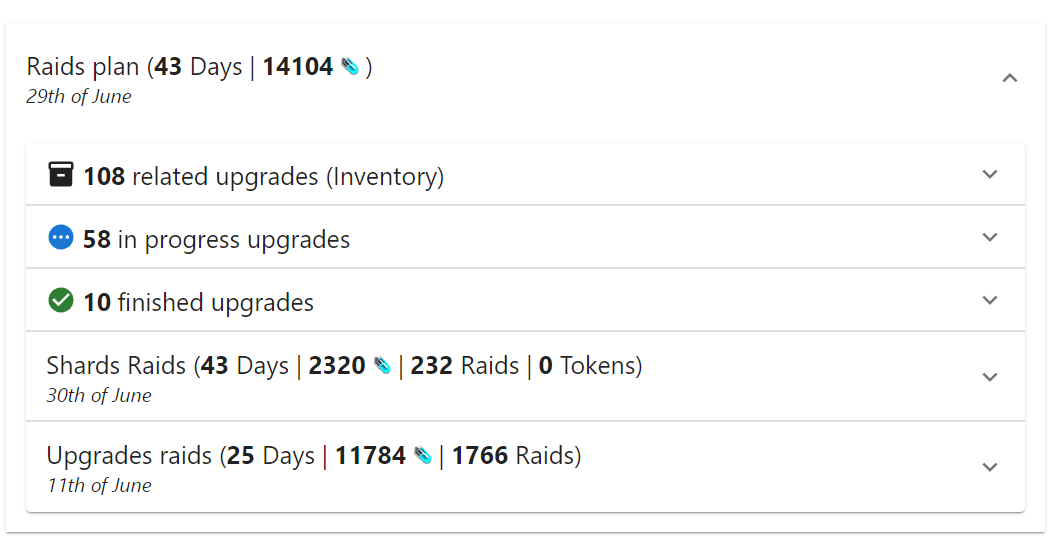 Raids plan (43 Days | 14104 )
29th of June
108 related upgrades (Inventory)
58 in progress upgrades
10 finished upgrades
Shards Raids (43 Days | 2320 | 232 Raids | 0 Tokens)
30th of June
Upgrades raids (25 Days | 11784 | 1766 Raids)
11th of June